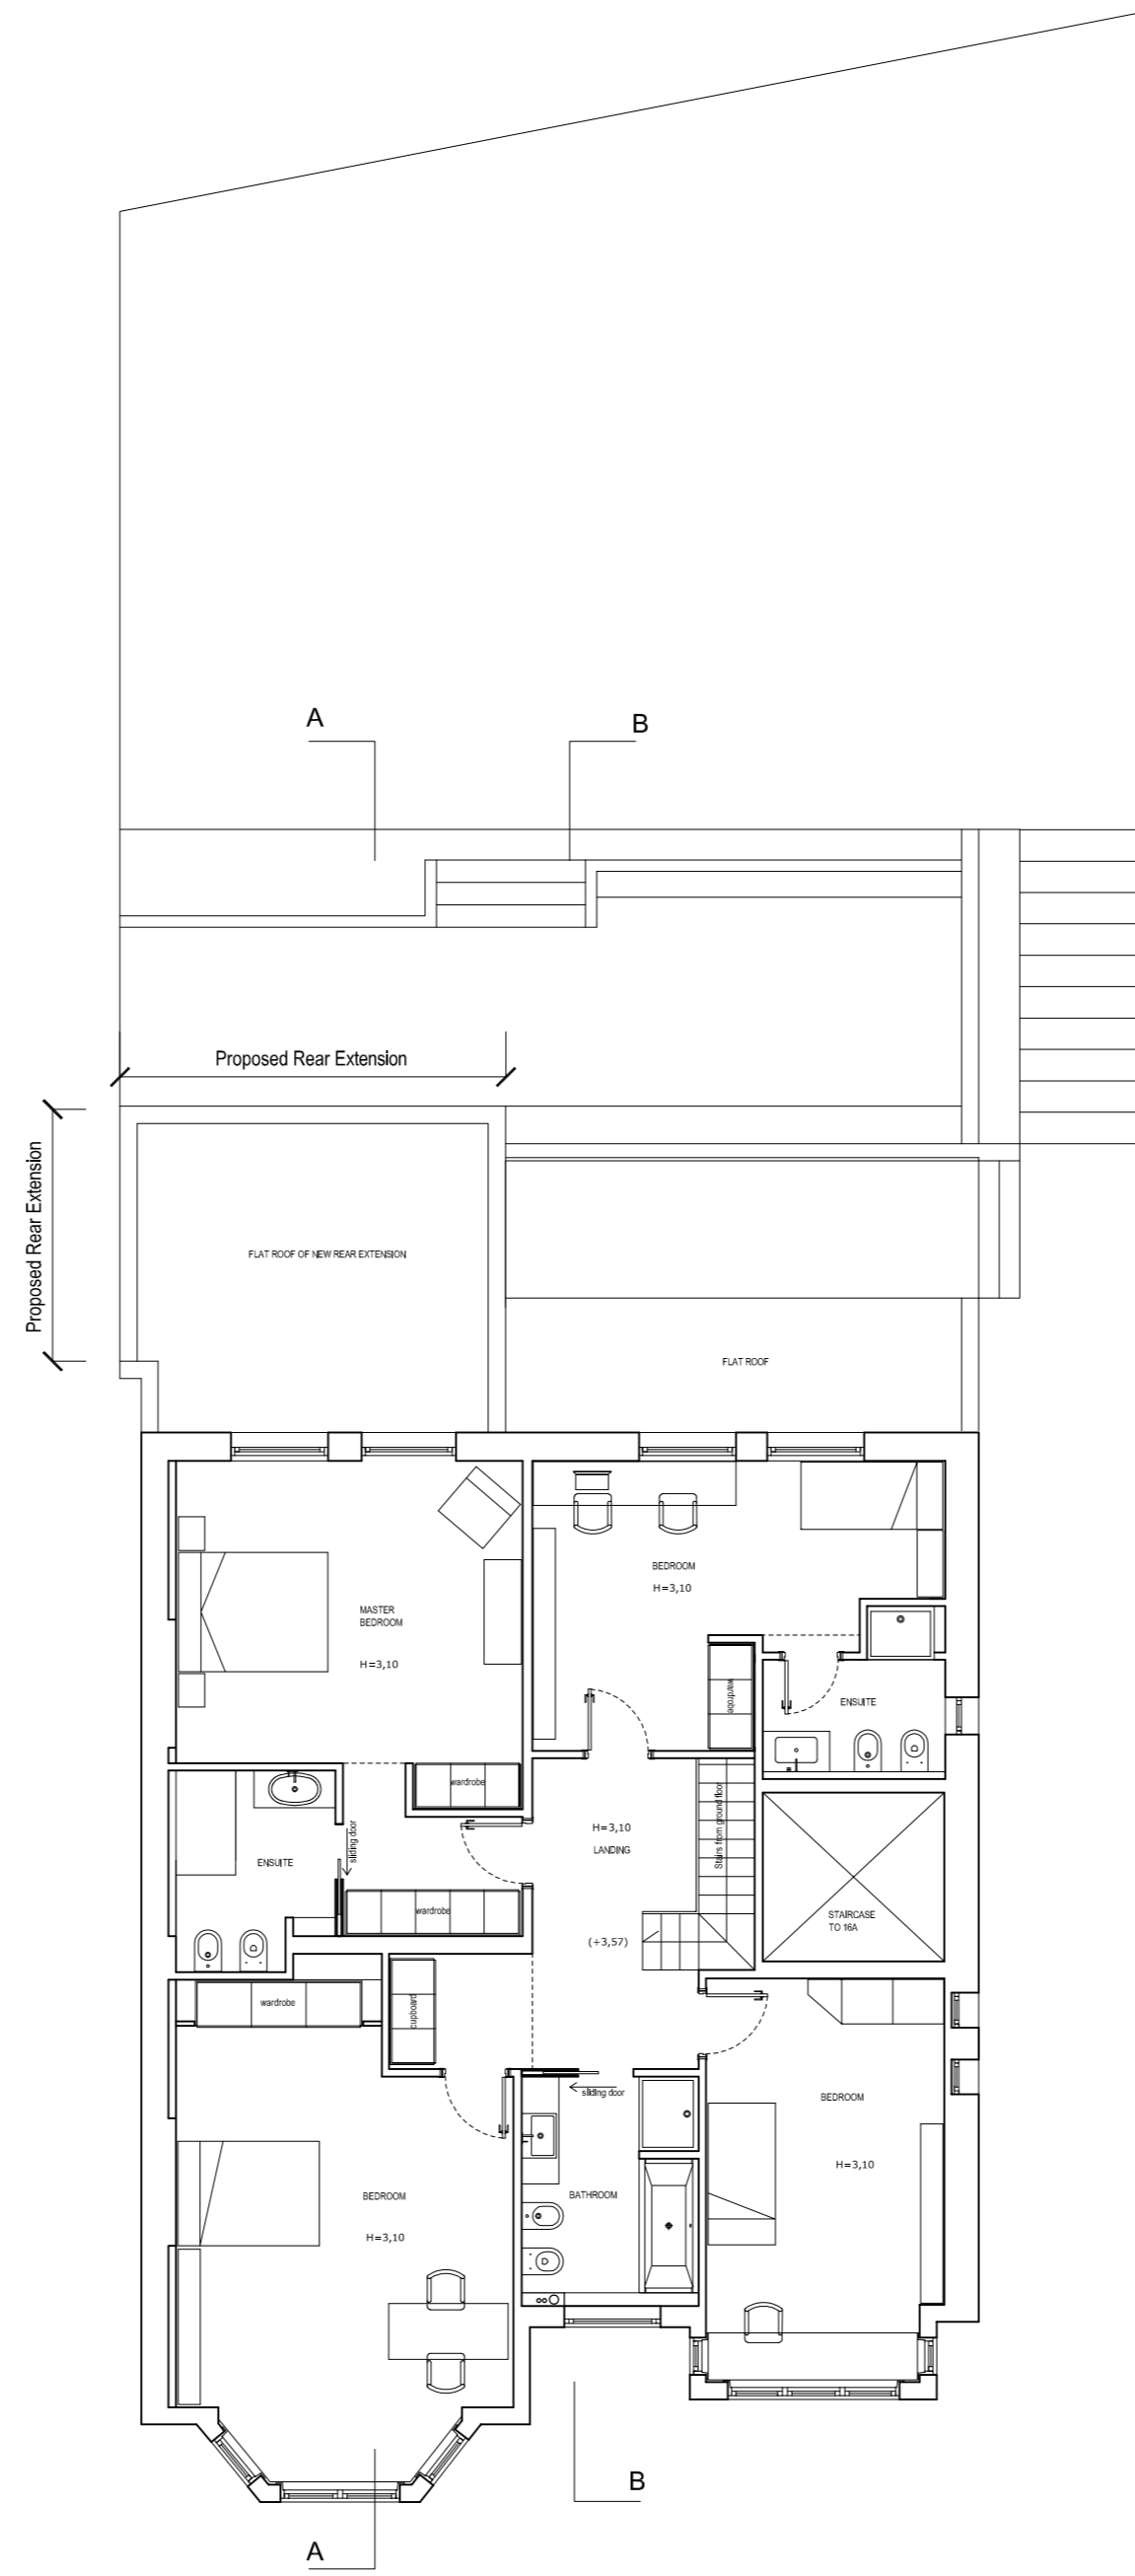 A
B
Proposed Rear Extension
Proposed Rear Extension
FLAT ROOF OF NEW REAR EXTENSION
FLAT ROOF
MASTER
BEDROOM
H=3,10
BEDROOM
H=3,10
wardrobe
ENSUITE
wardrobe
sliding door
ENSUITE
wardrobe
H=3,10
LANDING
Stairs from ground floor
(+3,57)
STAIRCASE
TO 16A
wardrobe
cupboard
sliding door
BEDROOM
H=3,10
BATHROOM
BEDROOM
H=3,10
B
A